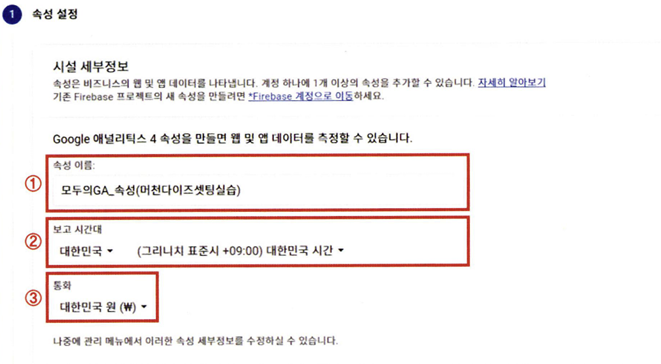 1 속성 설정
시설 세부정보
속성은 비즈니스의 웹 및 앱 데이터를 나타냅니다. 계정 하나에 1개 이상의 속성을 추가할 수 있습니다. 자세히 알아보기
기존 Firebase 프로젝트의 새 속성을 만들려면 *Firebase 계정으로 이동하세요.
Google 애널리틱스 4 속성을 만들면 웹 및 앱 데이터를 측정할 수 있습니다.
속성 이름:
① 모두의GA_속성(머천다이즈셋팅실습)
보고 시간대
② 대한민국 (그리니치 표준시 +09:00) 대한민국 시간
통화
③ 대한민국 원 (₩)
나중에 관리 메뉴에서 이러한 속성 세부정보를 수정하실 수 있습니다.